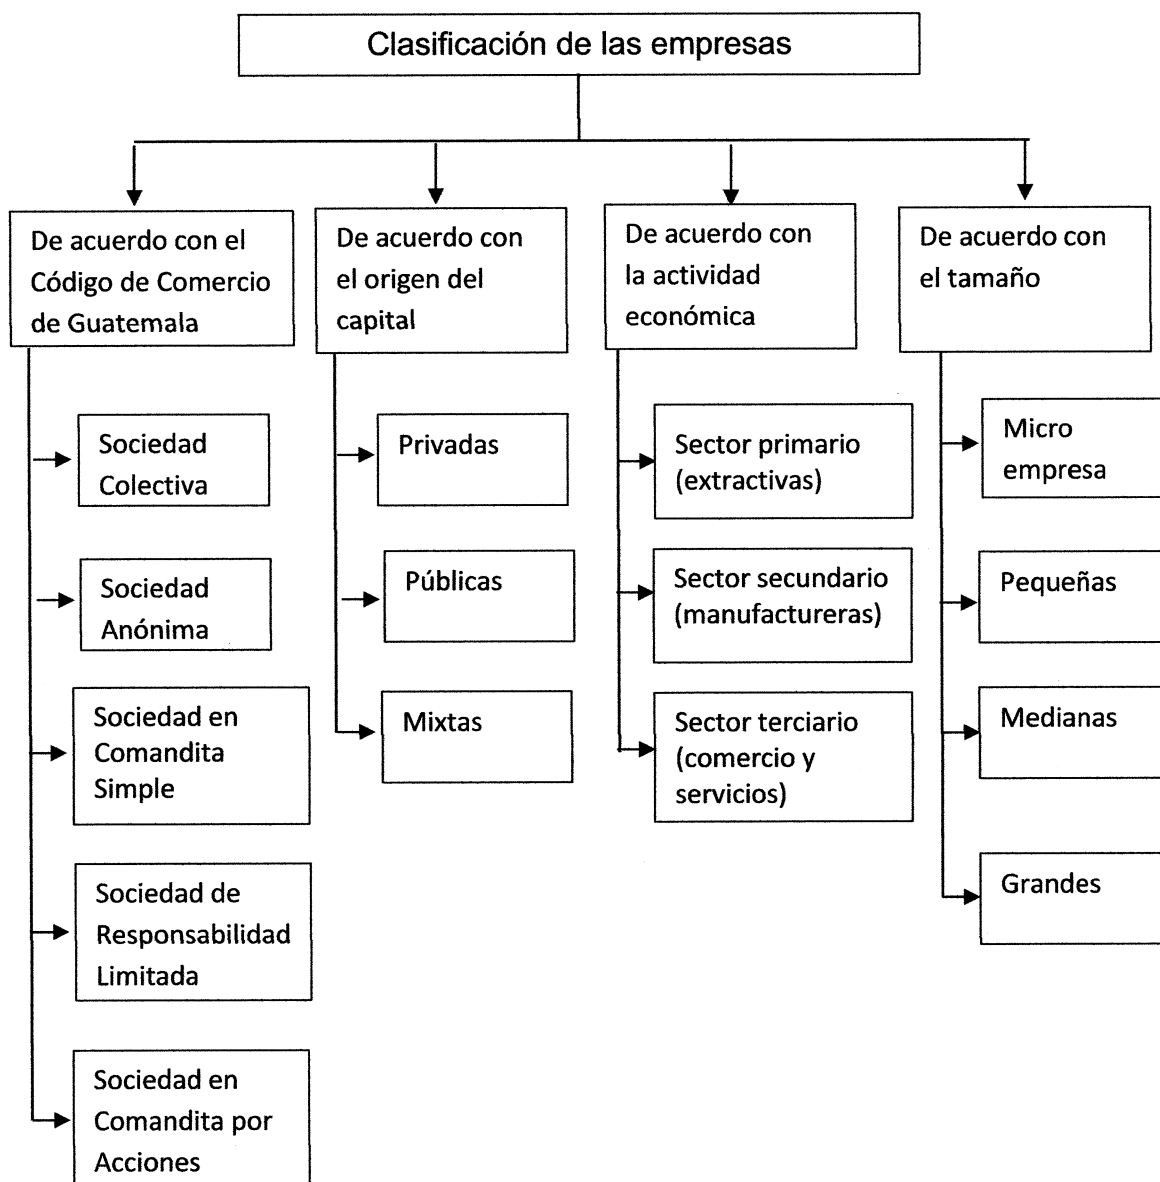 Clasificación de las empresas
De acuerdo con el
Código de Comercio
de Guatemala
Sociedad
Colectiva
Sociedad
Anónima
Sociedad en
Comandita
Simple
Sociedad de
Responsabilidad
Limitada
Sociedad en
Comandita por
Acciones
De acuerdo con
el origen del
capital
Privadas
Públicas
Mixtas
De acuerdo con
la actividad
económica
Sector primario
(extractivas)
Sector secundario
(manufactureras)
Sector terciario
(comercio y
servicios)
De acuerdo con
el tamaño
Micro
empresa
Pequeñas
Medianas
Grandes